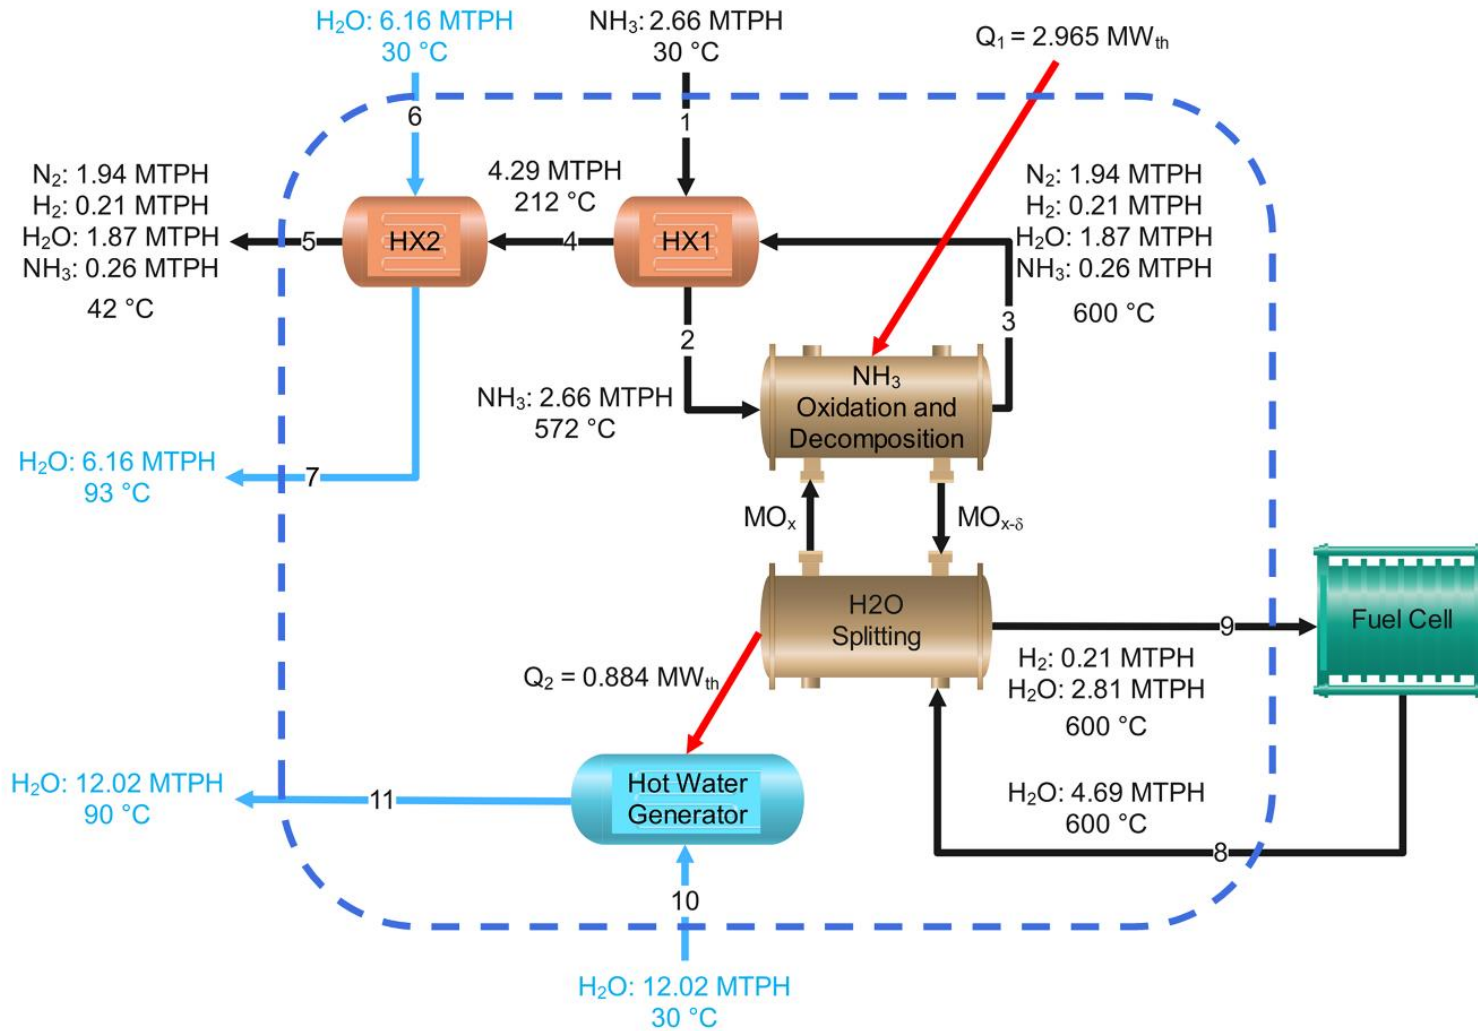 H₂O: 6.16 MTPH
30 °C
NH₃: 2.66 MTPH
30 °C
Q₁ = 2.965 MWₜₕ
6
1
N₂: 1.94 MTPH
H₂: 0.21 MTPH
H₂O: 1.87 MTPH
NH₃: 0.26 MTPH
42 °C
5
HX2
4.29 MTPH
212 °C
4
HX1
N₂: 1.94 MTPH
H₂: 0.21 MTPH
H₂O: 1.87 MTPH
NH₃: 0.26 MTPH
600 °C
3
2
NH₃: 2.66 MTPH
572 °C
NH₃
Oxidation and
Decomposition
H₂O: 6.16 MTPH
93 °C
7
MOₓ
MOₓ₋δ
H2O
Splitting
9
Fuel Cell
H₂: 0.21 MTPH
H₂O: 2.81 MTPH
600 °C
Q₂ = 0.884 MWₜₕ
H₂O: 12.02 MTPH
90 °C
11
Hot Water
Generator
H₂O: 4.69 MTPH
600 °C
8
10
H₂O: 12.02 MTPH
30 °C